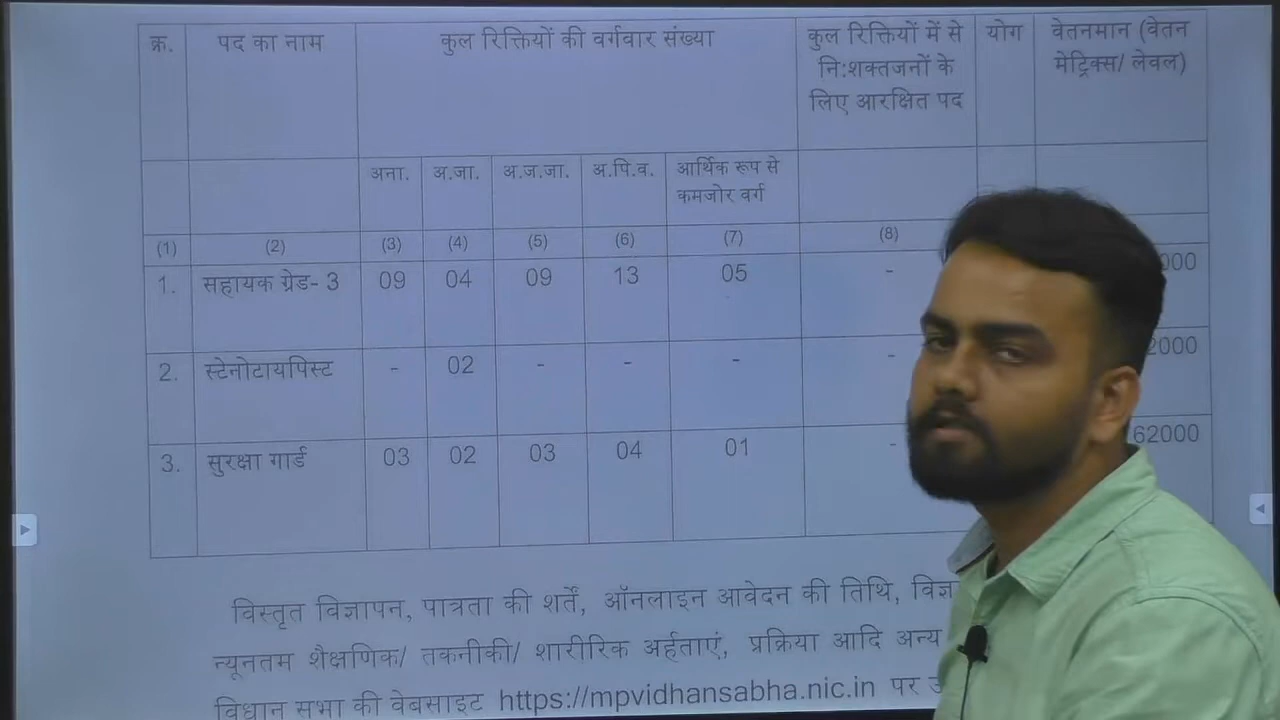 क्र. पद का नाम कुल रिक्तियों की वर्गवार संख्या कुल रिक्तियों में से योग वेतनमान (वेतन
नि:शक्तजनों के मेट्रिक्स/ लेवल)
लिए आरक्षित पद
अना. अ.जा. अ.ज.जा. अ.पि.व. आर्थिक रूप से
कमजोर वर्ग
(1) (2) (3) (4) (5) (6) (7) (8)
1. सहायक ग्रेड- 3 09 04 09 13 05 - 000
2. स्टेनोटायपिस्ट - 02 - - - - 2000
3. सुरक्षा गार्ड 03 02 03 04 01 - 62000
विस्तृत विज्ञापन, पात्रता की शर्तें, ऑनलाइन आवेदन की तिथि,
न्यूनतम शैक्षणिक/ तकनीकी/ शारीरिक अर्हताएं, प्रक्रिया आदि अन्य
विधान सभा की वेबसाइट https://mpvidhansabha.nic.in पर